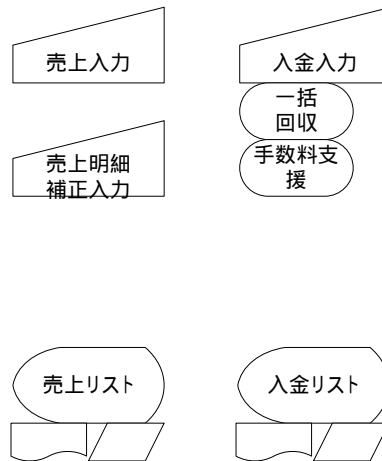 売上入力
入金入力
一括
回収
売上明細
補正入力
手数料支
援
売上リスト
入金リスト